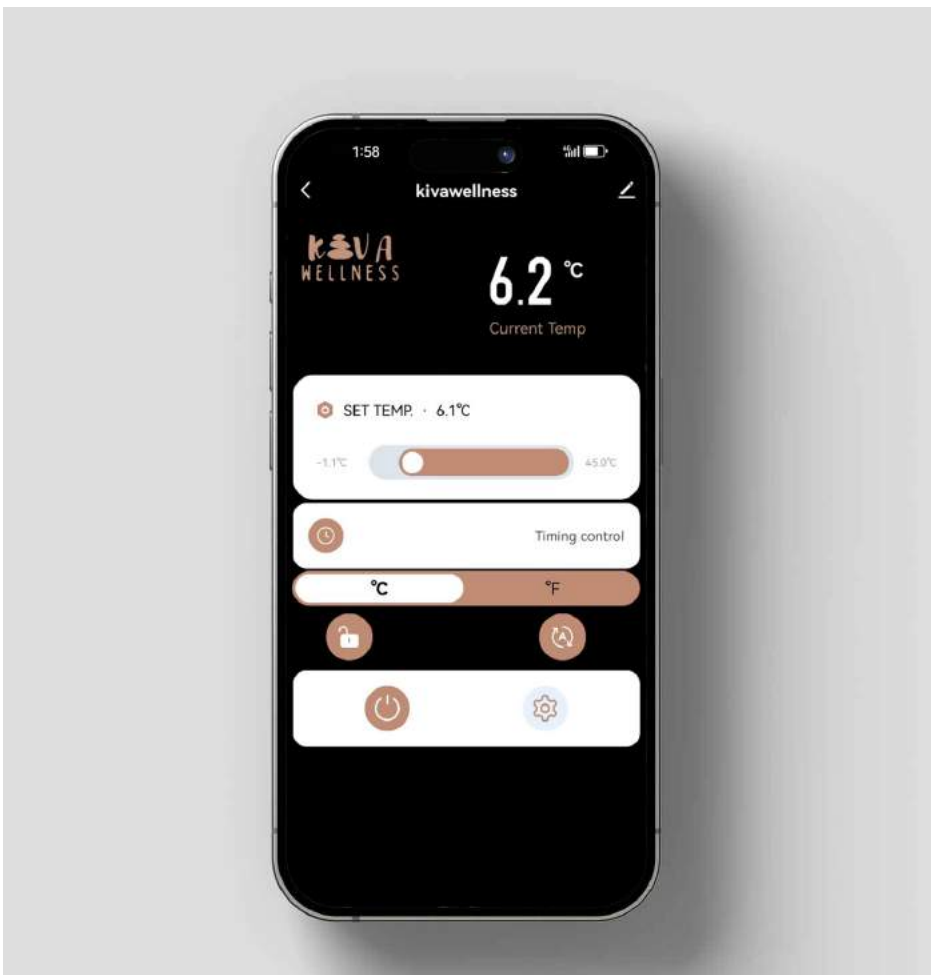 1:58
kivawellness
KIVA
WELLNESS
6.2 °C
Current Temp
SET TEMP. · 6.1°C
-1.1°C
45.0°C
Timing control
°C
°F
A